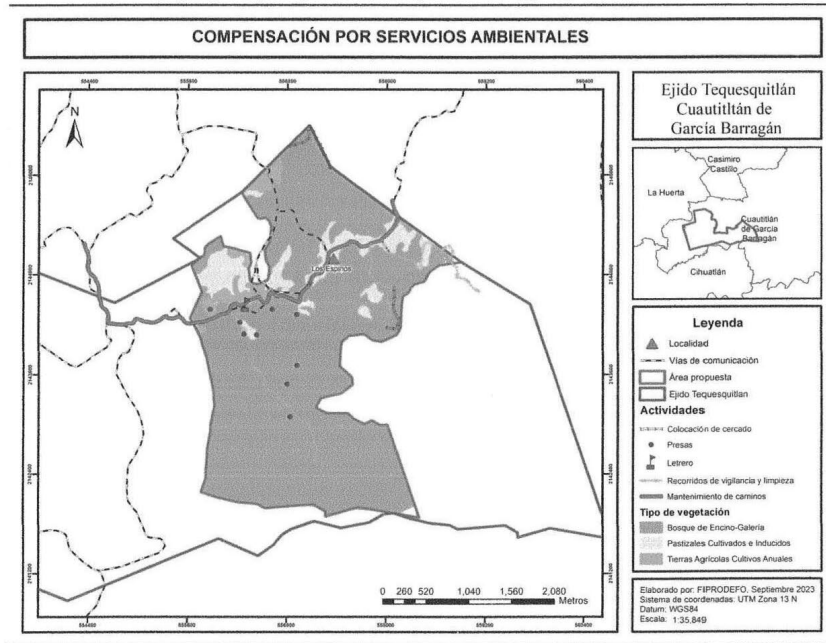 COMPENSACIÓN POR SERVICIOS AMBIENTALES
N
Los Espinos
0 260 520 1,040 1,560 2,080
Metros
Ejido Tequesquitlán
Cuautitltán de
García Barragán
Casimiro
Castillo
La Huerta
Cuautitlán
de García
Barragán
Cihuatlán
Leyenda
Localidad
Vías de comunicación
Área propuesta
Ejido Tequesquitlan
Actividades
Colocación de cercado
Presas
Letrero
Recorridos de vigilancia y limpieza
Mantenimiento de caminos
Tipo de vegetación
Bosque de Encino-Galería
Pastizales Cultivados e Inducidos
Tierras Agrícolas Cultivos Anuales
Elaborado por: FIPRODEFO. Septiembre 2023
Sistema de coordenadas: UTM Zona 13 N
Datum: WGS84
Escala: 1:35,849